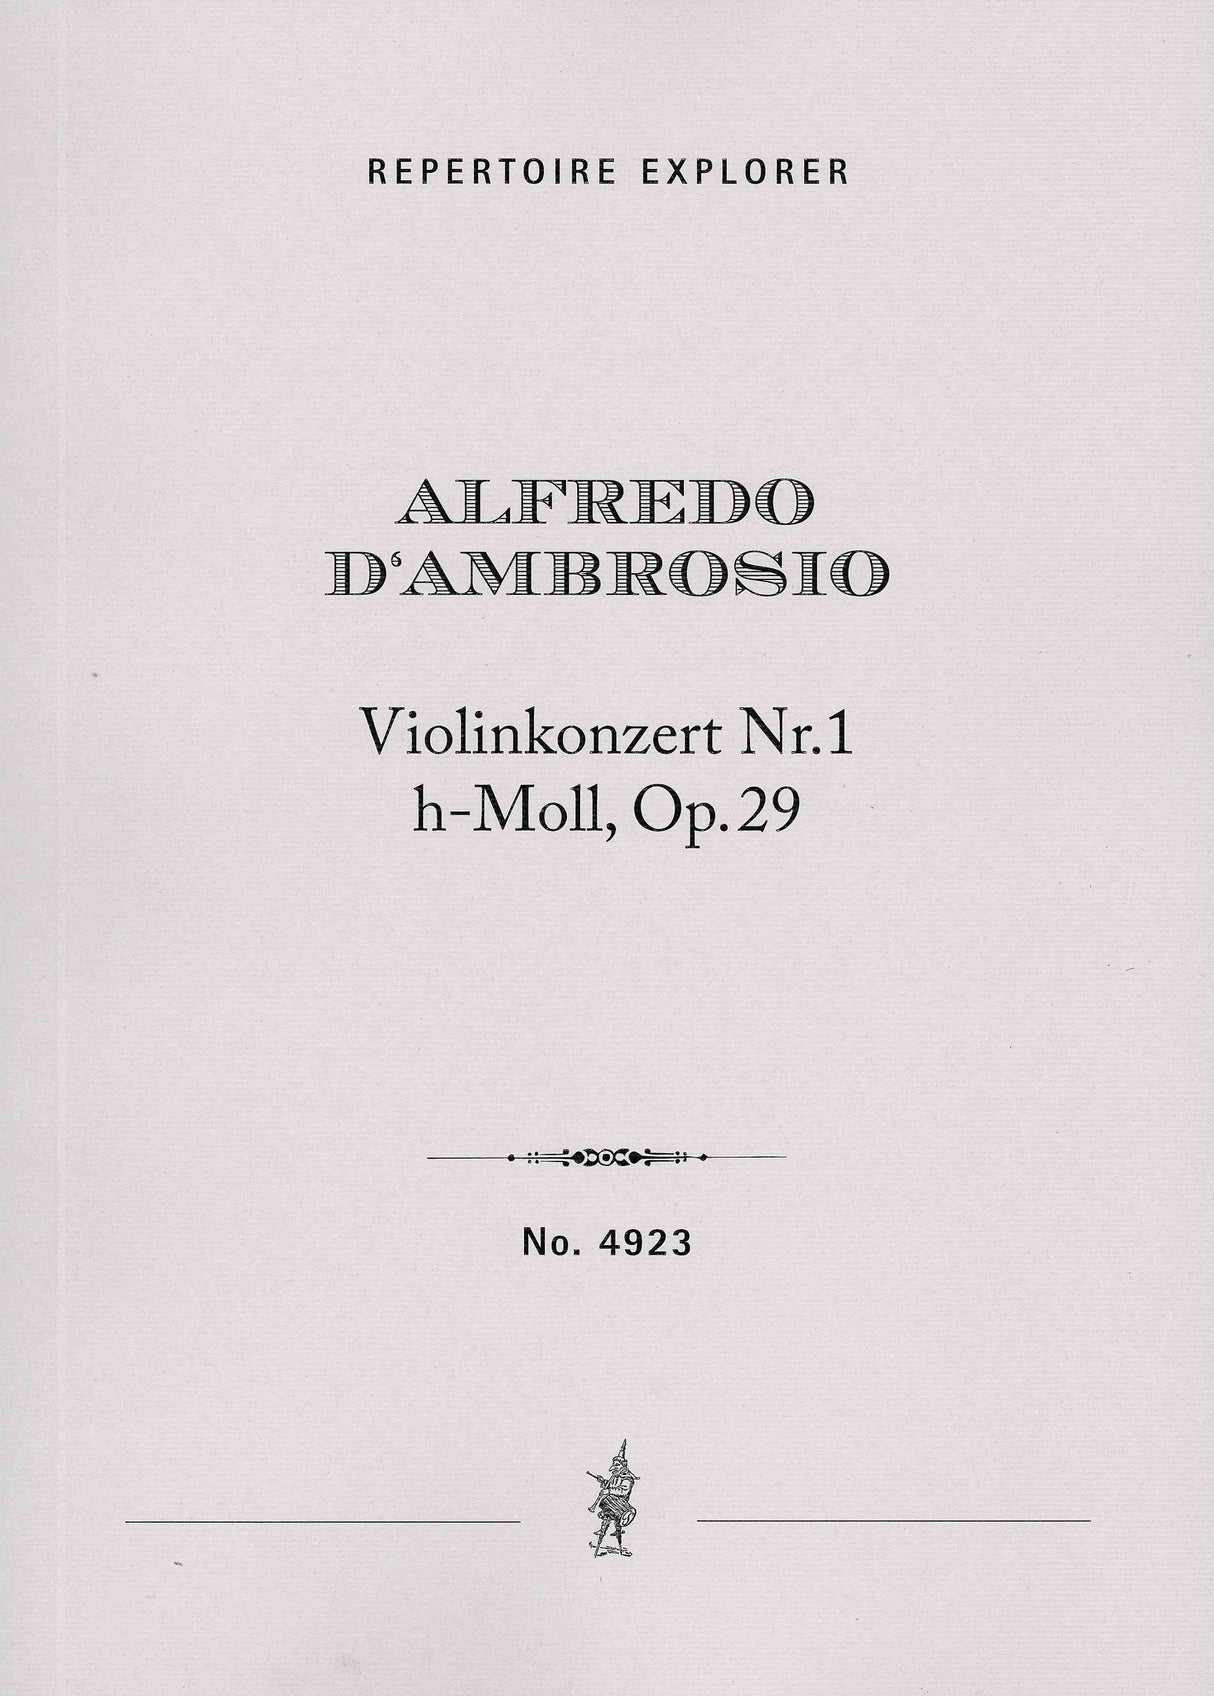 REPERTOIRE EXPLORER
ALFREDO
D‘AMBROSIO
Violinkonzert Nr.1
h-Moll, Op.29
No. 4923